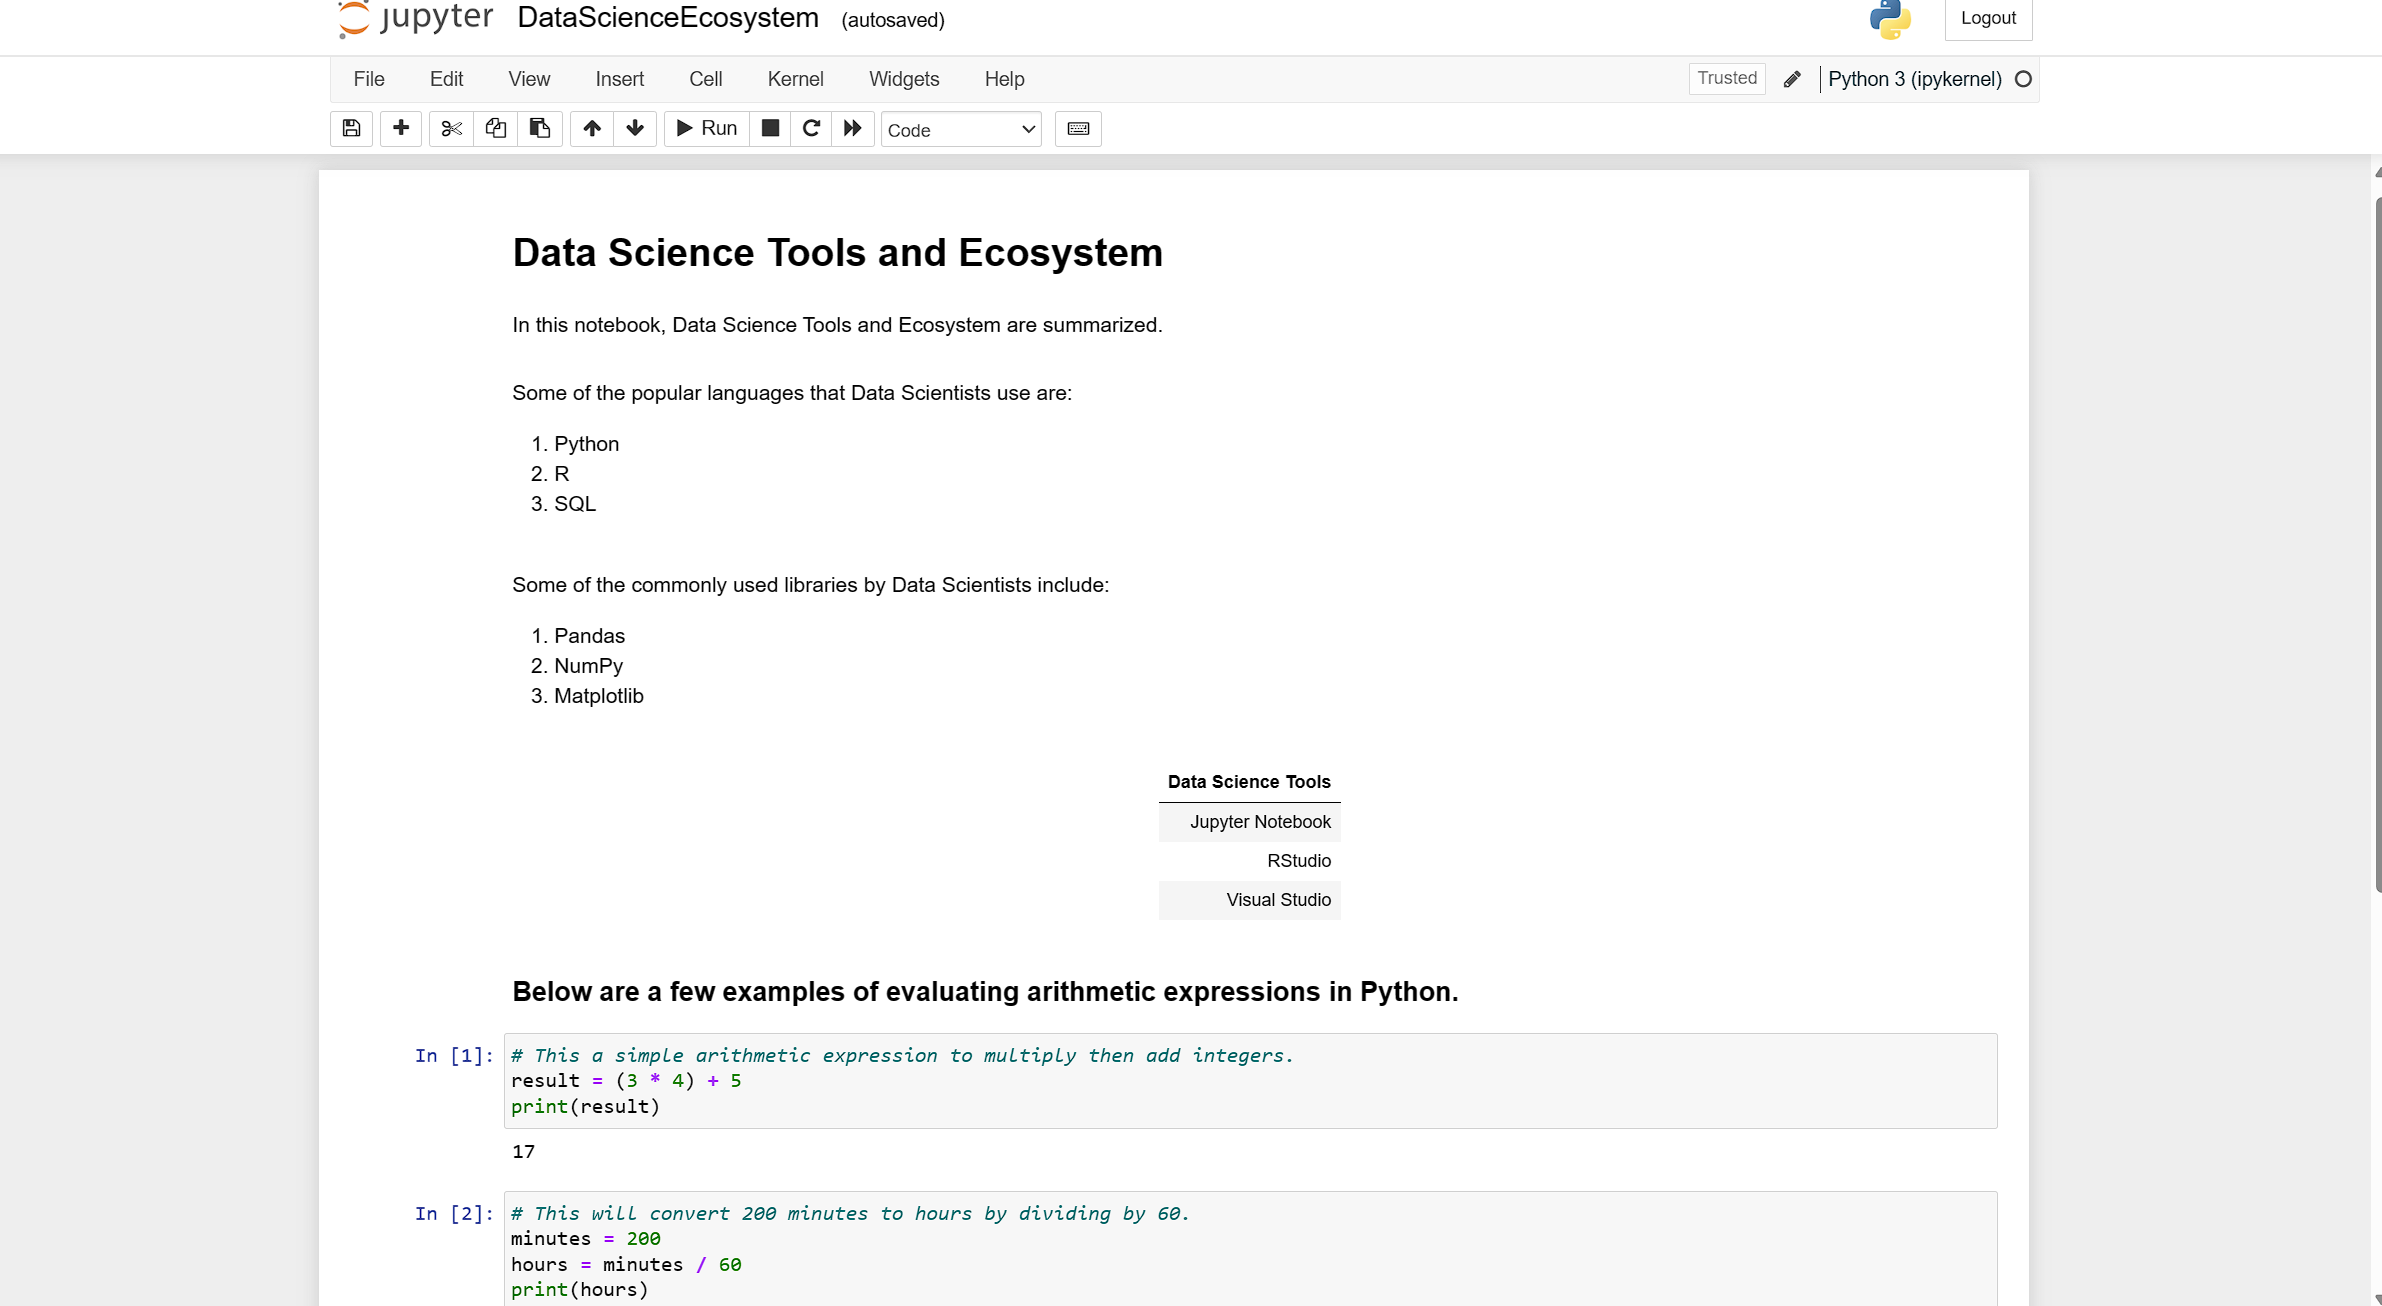 jupyter DataScienceEcosystem (autosaved)
Logout
File Edit View Insert Cell Kernel Widgets Help
Trusted
Python 3 (ipykernel)
Run
Code
Data Science Tools and Ecosystem
In this notebook, Data Science Tools and Ecosystem are summarized.
Some of the popular languages that Data Scientists use are:
1. Python
2. R
3. SQL
Some of the commonly used libraries by Data Scientists include:
1. Pandas
2. NumPy
3. Matplotlib
Data Science Tools
Jupyter Notebook
RStudio
Visual Studio
Below are a few examples of evaluating arithmetic expressions in Python.
In [1]: # This a simple arithmetic expression to multiply then add integers.
result = (3 * 4) + 5
print(result)
17
In [2]: # This will convert 200 minutes to hours by dividing by 60.
minutes = 200
hours = minutes / 60
print(hours)